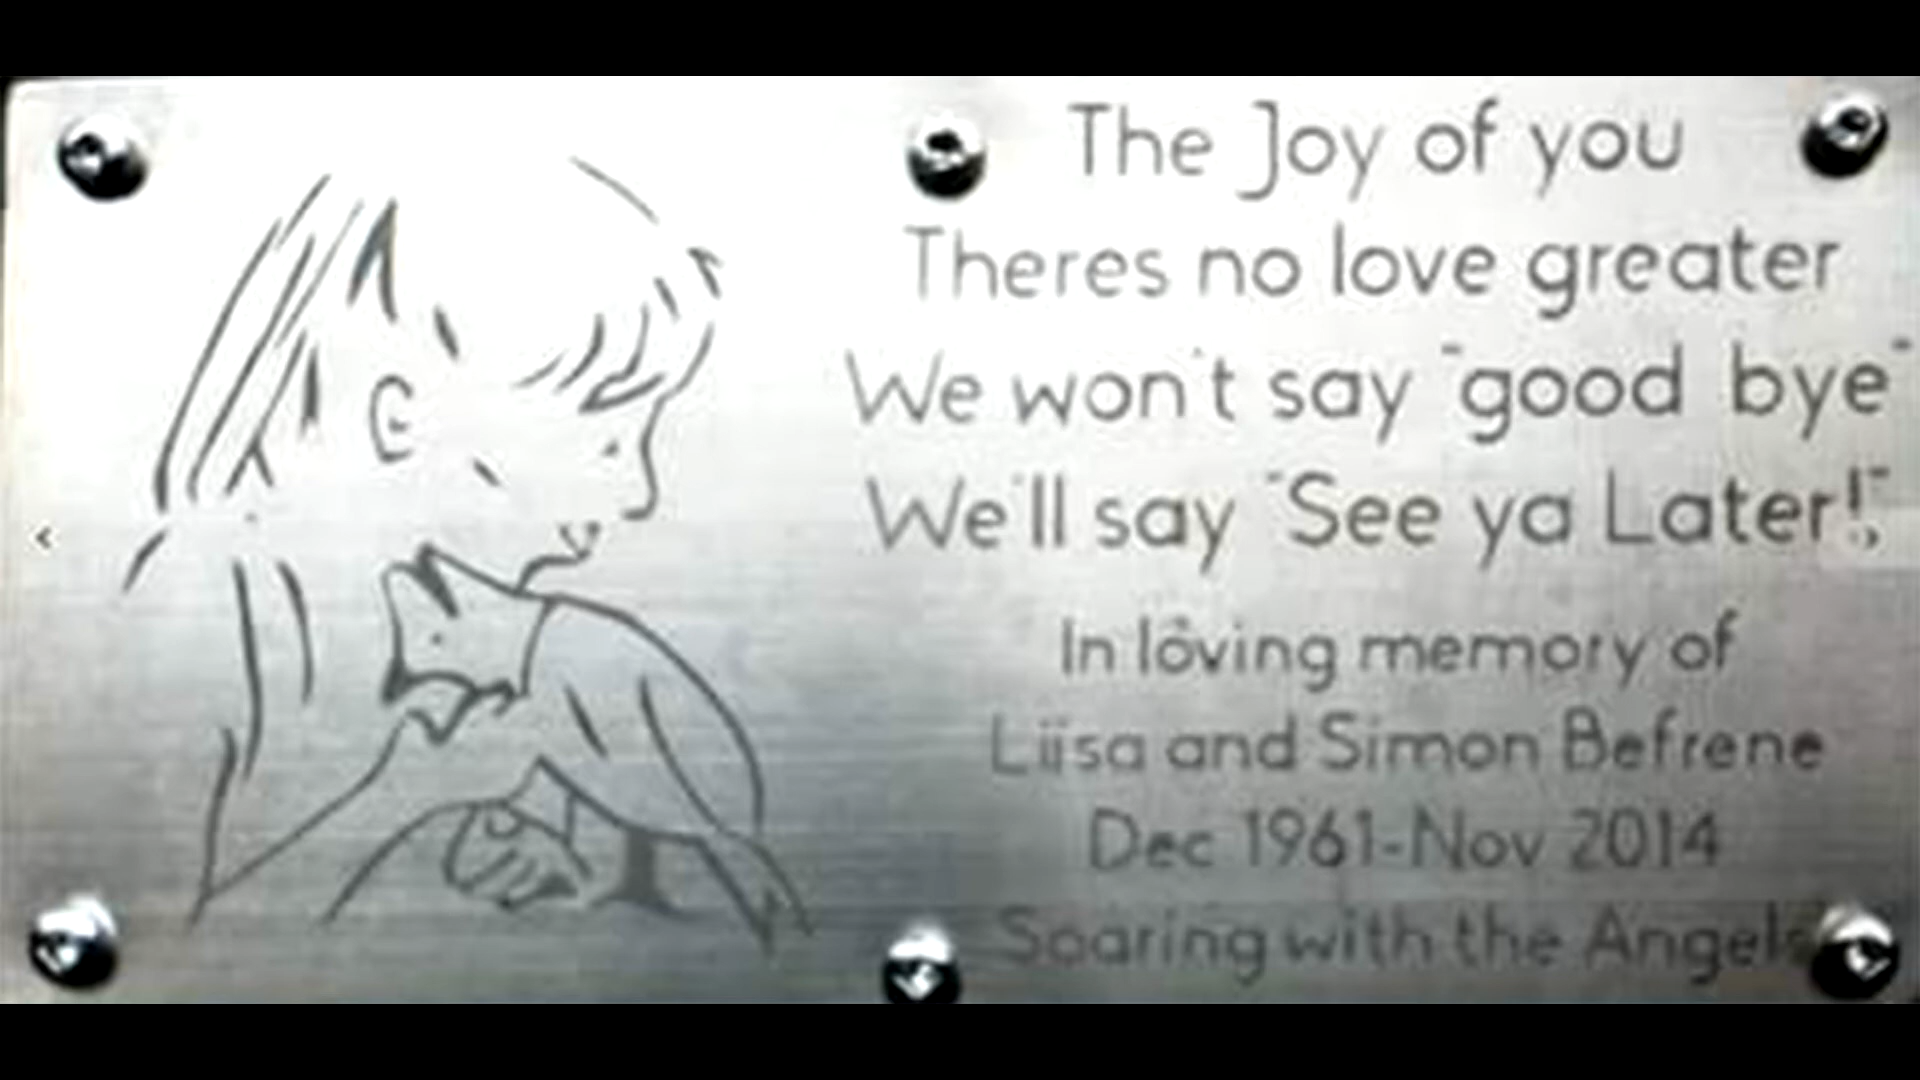 The Joy of you
Theres no love greater
We won't say "good bye"
We'll say "See ya Later!"
In loving memory of
Liisa and Simon Befrene
Dec 1961-Nov 2014
Soaring with the Angels